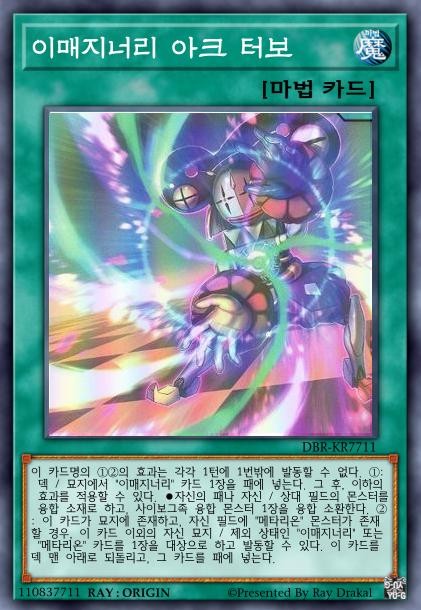 이매지너리 아크 터보
마법
魔
[마법 카드]
DBR-KR7711
이 카드명의 ①②의 효과는 각각 1턴에 1번밖에 발동할 수 없다. ①:
덱 / 묘지에서 "이매지너리" 카드 1장을 패에 넣는다. 그 후, 이하의
효과를 적용할 수 있다. ●자신의 패나 자신 / 상대 필드의 몬스터를
융합 소재로 하고, 사이보그족 융합 몬스터 1장을 융합 소환한다. ②
: 이 카드가 묘지에 존재하고, 자신 필드에 "메타리온" 몬스터가 존재
할 경우, 이 카드 이외의 자신 묘지 / 제외 상태인 "이매지너리" 또는
"메타리온" 카드를 1장을 대상으로 하고 발동할 수 있다. 이 카드를
덱 맨 아래로 되돌리고, 그 카드를 패에 넣는다.
110837711 RAY : ORIGIN ©Presented By Ray Drakal